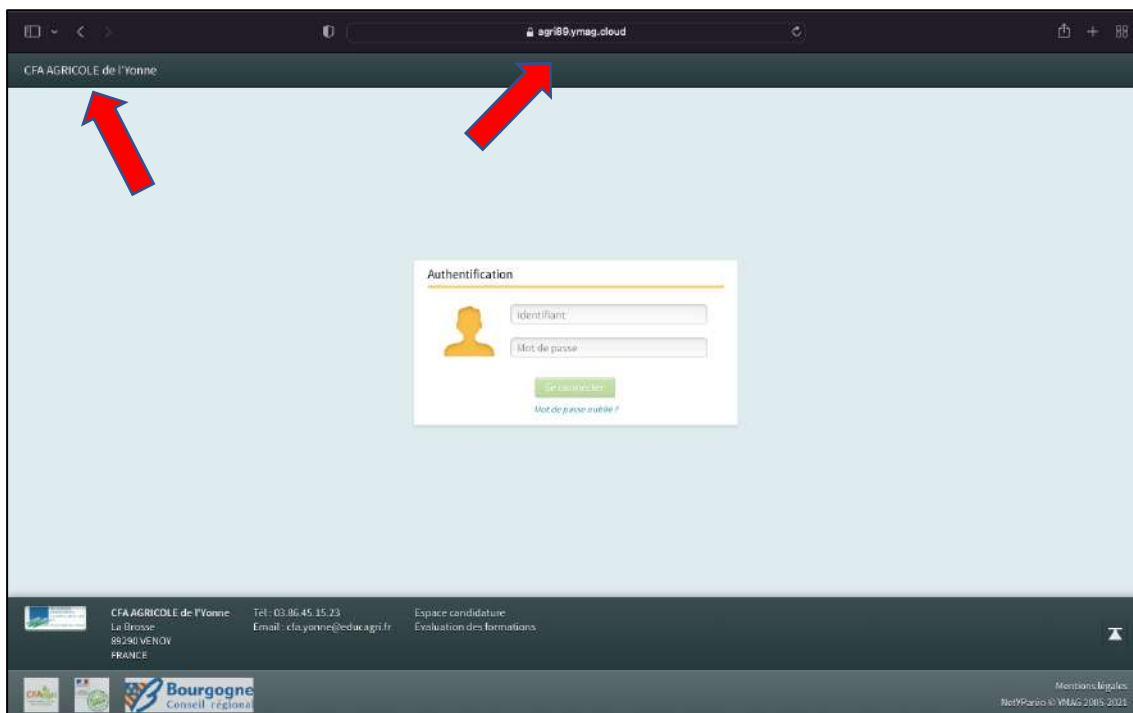 agri89.ymag.cloud
CFA AGRICOLE de l'Yonne
Authentification
Identifiant
Mot de passe
Se connecter
Mot de passe oublié ?
CFA AGRICOLE de l'Yonne
La Brosse
89290 VENOY
FRANCE
Tél : 03.86.45.15.23
Email : cfa.yonne@educagri.fr
Espace candidature
Evaluation des formations
Bourgogne
Conseil régional
Mentions légales
NetYParéo © YMAG 2005-2021